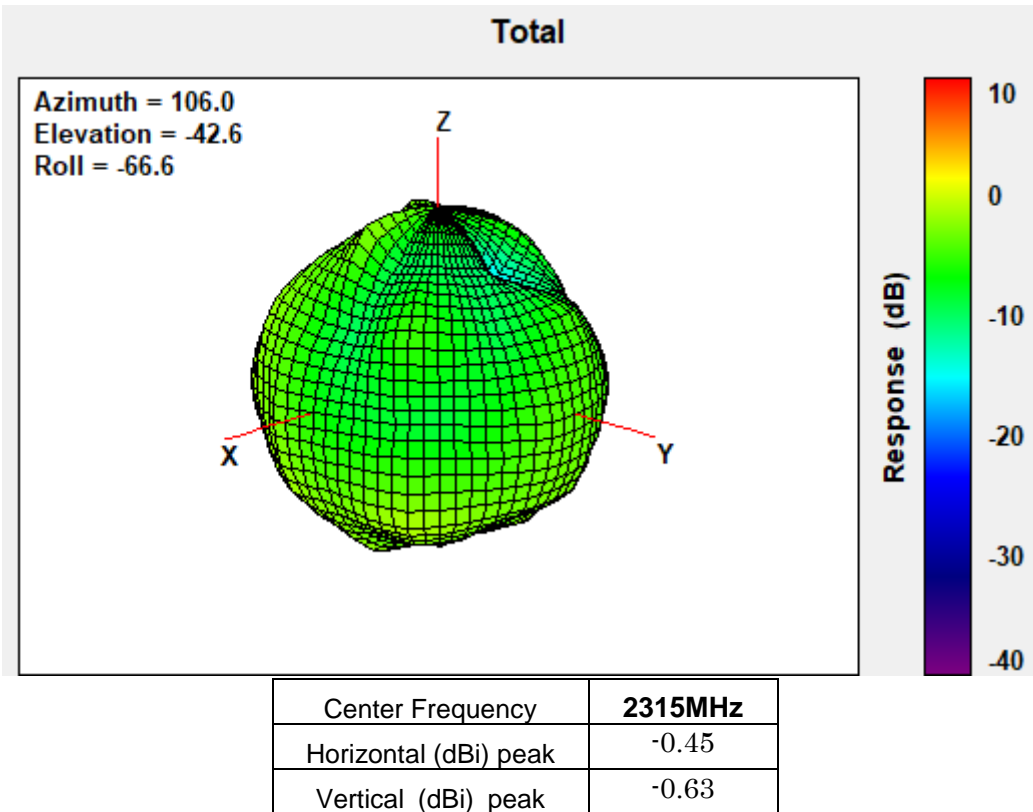 Total
Azimuth = 106.0
Elevation = -42.6
Roll = -66.6
Z
X
Y
10
0
-10
-20
-30
-40
Response (dB)
Center Frequency 2315MHz
Horizontal (dBi) peak -0.45
Vertical (dBi) peak -0.63